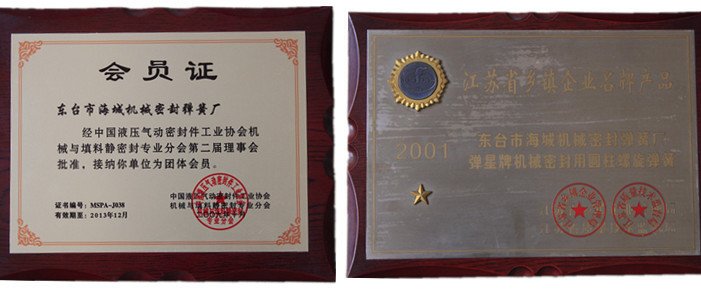 会员证
东台市海城机械密封弹簧厂
经中国液压气动密封件工业协会机
械与填料静密封专业分会第二届理事会
批准，接纳你单位为团体会员。
证书编号：MSPA-J038
有效期至：2013年12月
中国液压气动密封件工业协会
机械与填料静密封专业分会
江苏省乡镇企业名牌产品
2001
东台市海城机械密封弹簧厂
弹星牌机械密封用圆柱螺旋弹簧